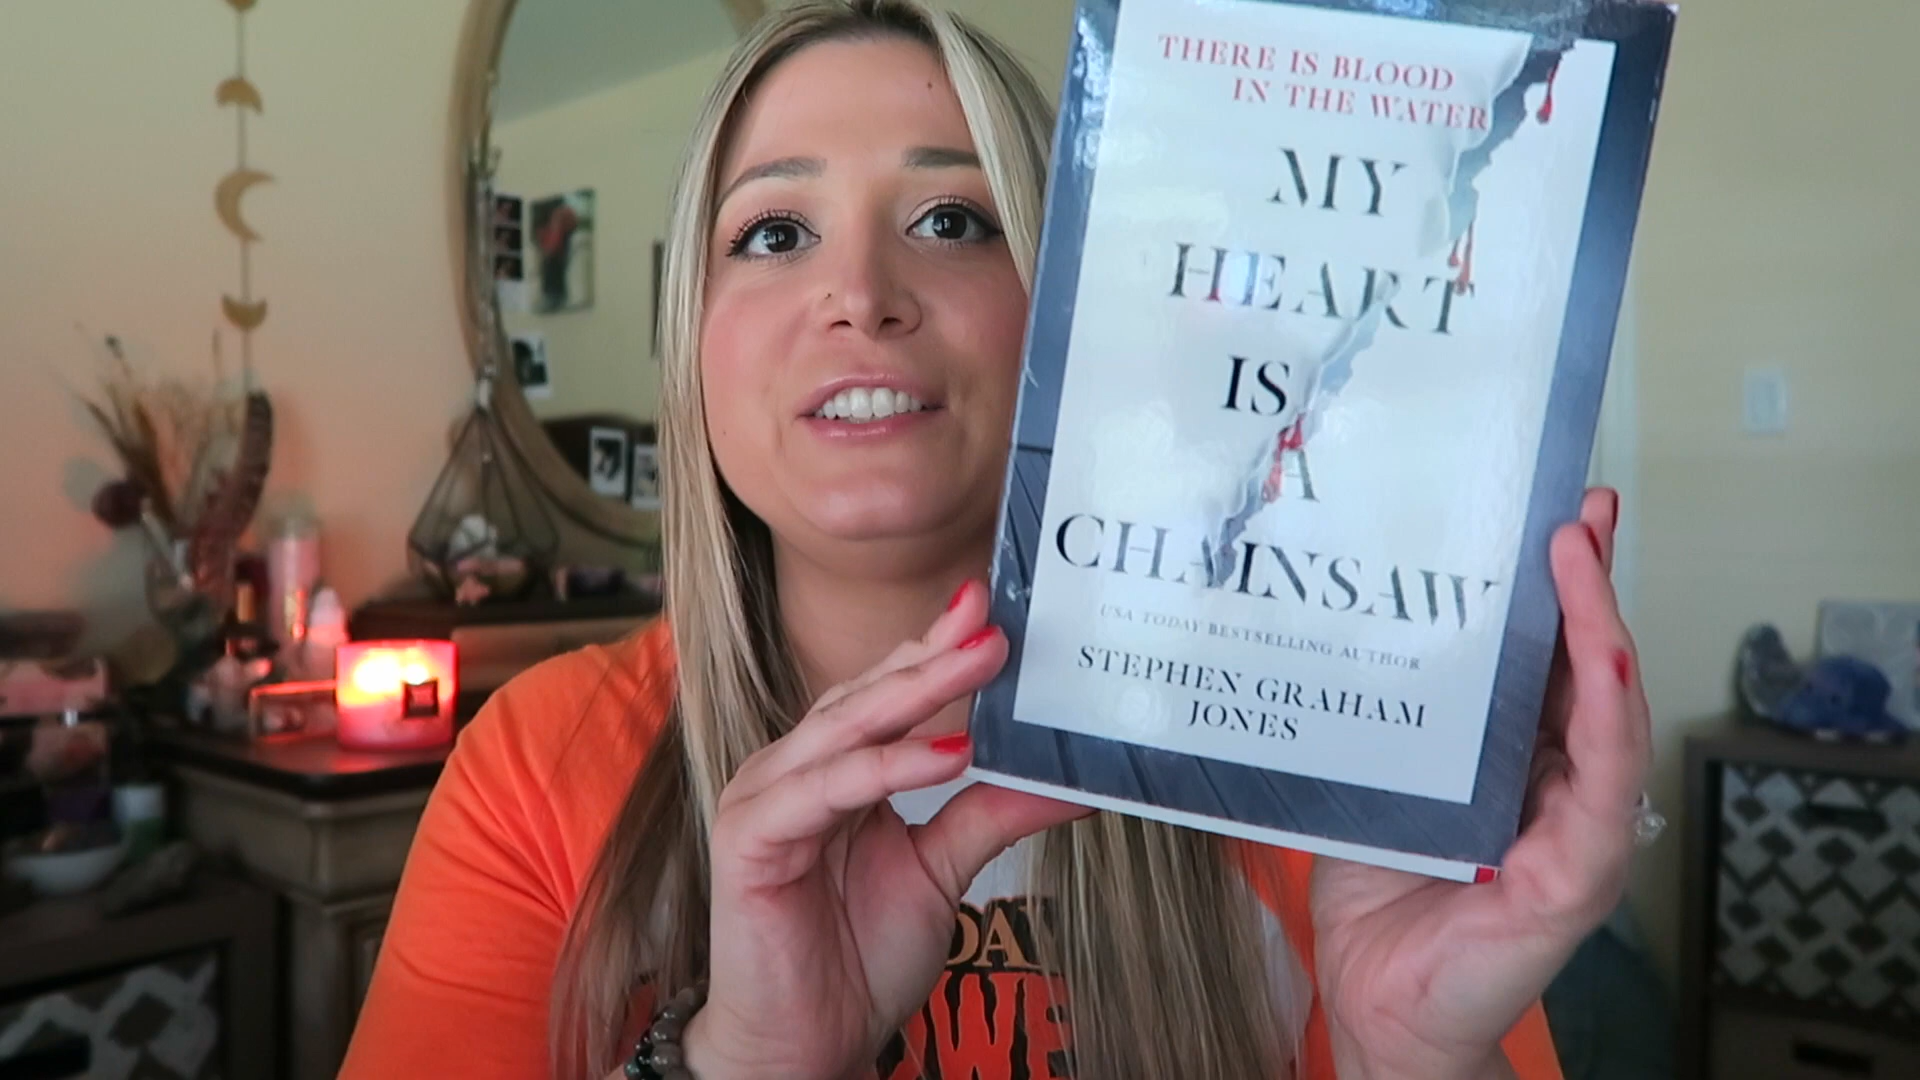 THERE IS BLOOD
IN THE WATER
MY
HEART
IS
A
CHAINSAW
USA TODAY BESTSELLING AUTHOR
STEPHEN GRAHAM
JONES